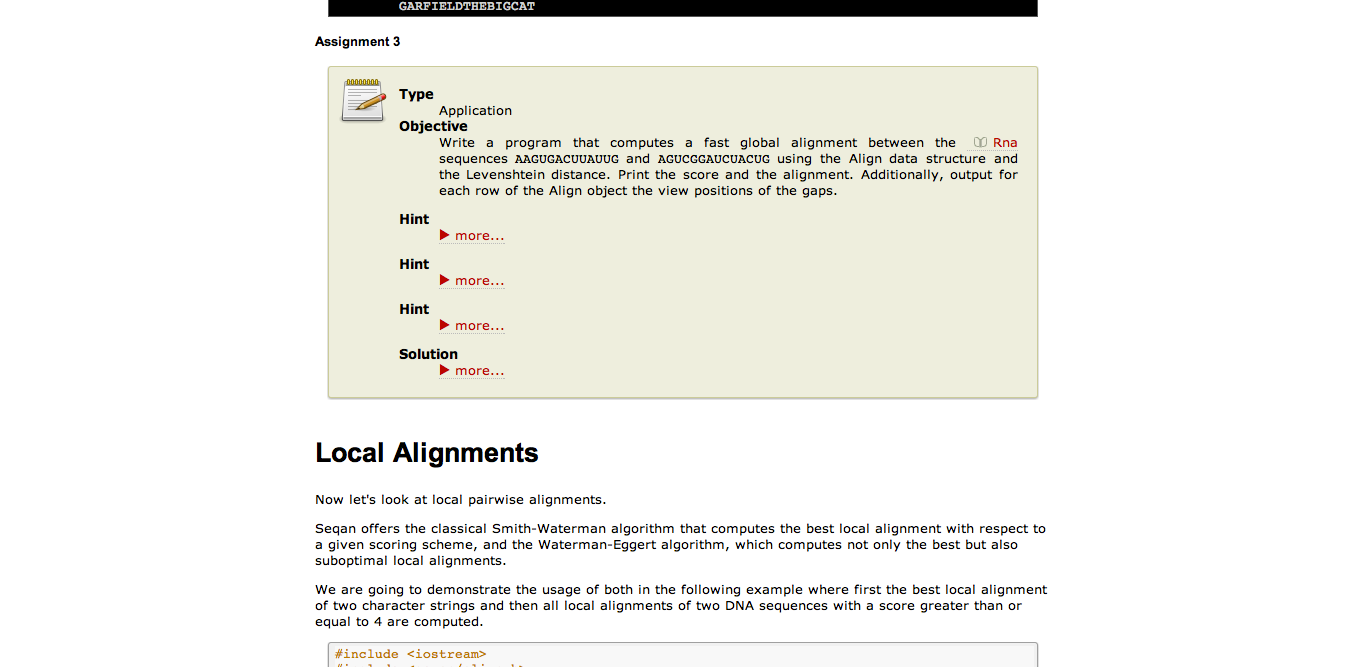 GARFIELDTHEBIGCAT
Assignment 3
Type
Application
Objective
Write a program that computes a fast global alignment between the Rna
sequences AAGUGACUUAUUG and AGUCGGAUCUACUG using the Align data structure and
the Levenshtein distance. Print the score and the alignment. Additionally, output for
each row of the Align object the view positions of the gaps.
Hint
more...
Hint
more...
Hint
more...
Solution
more...
Local Alignments
Now let's look at local pairwise alignments.
Seqan offers the classical Smith-Waterman algorithm that computes the best local alignment with respect to
a given scoring scheme, and the Waterman-Eggert algorithm, which computes not only the best but also
suboptimal local alignments.
We are going to demonstrate the usage of both in the following example where first the best local alignment
of two character strings and then all local alignments of two DNA sequences with a score greater than or
equal to 4 are computed.
#include <iostream>